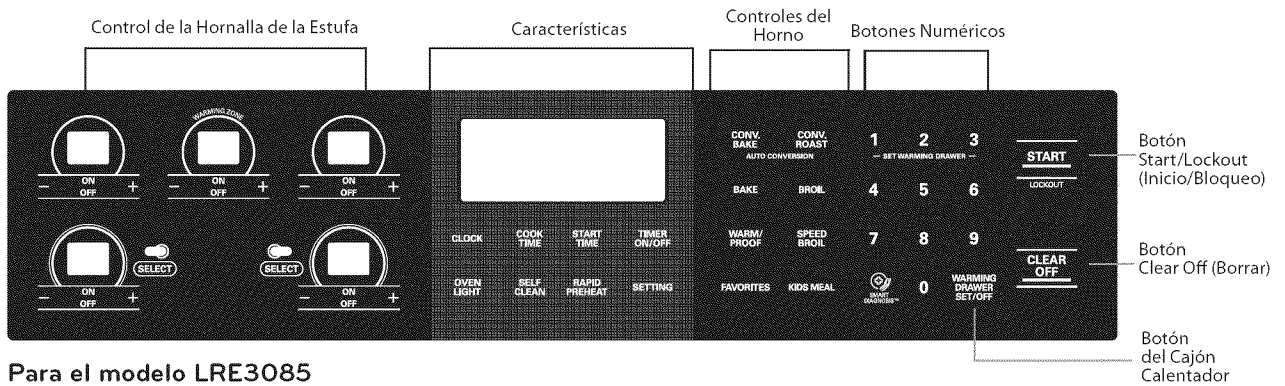 Control de la Hornalla de la Estufa
Características
Controles del
Horno
Botones Numéricos
WARMING ZONE
- ON +
OFF
- ON +
OFF
- ON +
OFF
SELECT
SELECT
- ON +
OFF
- ON +
OFF
CLOCK
COOK
TIME
START
TIME
TIMER
ON/OFF
OVEN
LIGHT
SELF
CLEAN
RAPID
PREHEAT
SETTING
CONV.
BAKE
CONV.
ROAST
AUTO CONVERSION
BAKE
BROIL
WARM/
PROOF
SPEED
BROIL
FAVORITES
KIDS MEAL
1 2 3
— SET WARMING DRAWER —
4 5 6
7 8 9
SMART
DIAGNOSIS™
0
WARMING
DRAWER
SET/OFF
START
LOCKOUT
CLEAR
OFF
Botón
Start/Lockout
(Inicio/Bloqueo)
Botón
Clear Off (Borrar)
Botón
del Cajón
Calentador
Para el modelo LRE3085